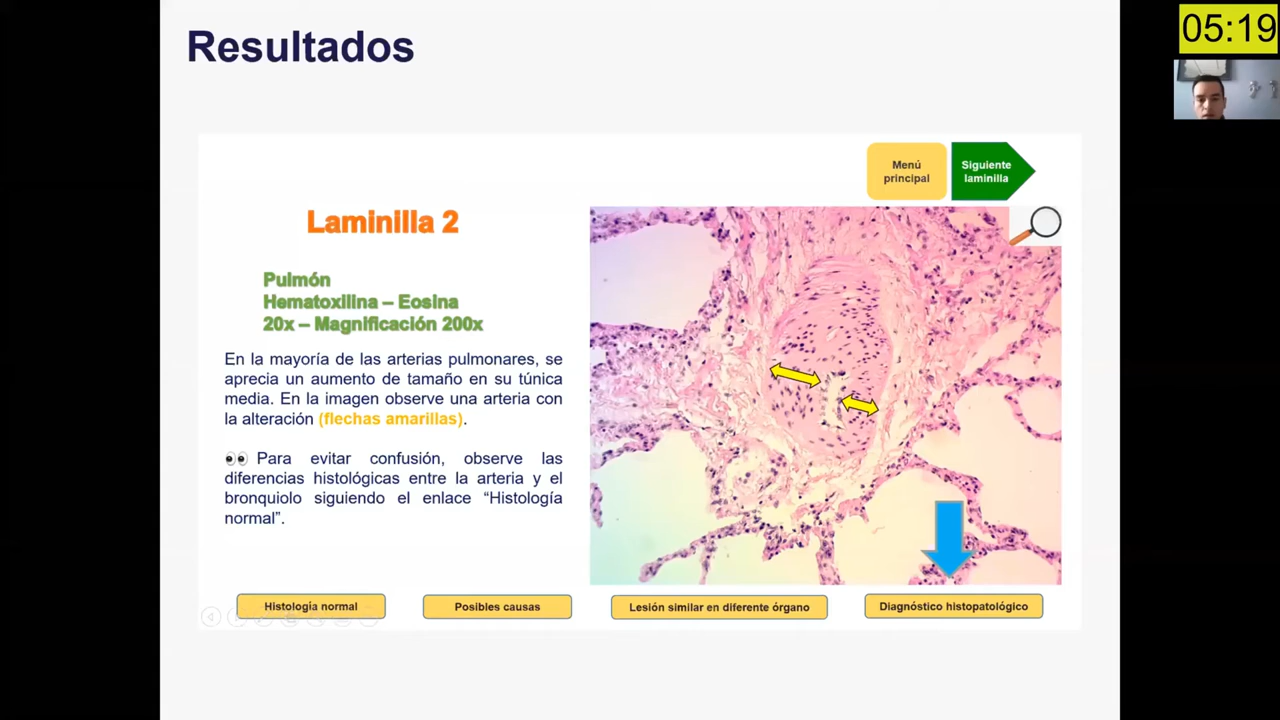 Resultados
05:19
Menú
principal
Siguiente
laminilla
Laminilla 2
Pulmón
Hematoxilina – Eosina
20x – Magnificación 200x
En la mayoría de las arterias pulmonares, se
aprecia un aumento de tamaño en su túnica
media. En la imagen observe una arteria con
la alteración (flechas amarillas).
👀 Para evitar confusión, observe las
diferencias histológicas entre la arteria y el
bronquiolo siguiendo el enlace “Histología
normal”.
Histología normal
Posibles causas
Lesión similar en diferente órgano
Diagnóstico histopatológico